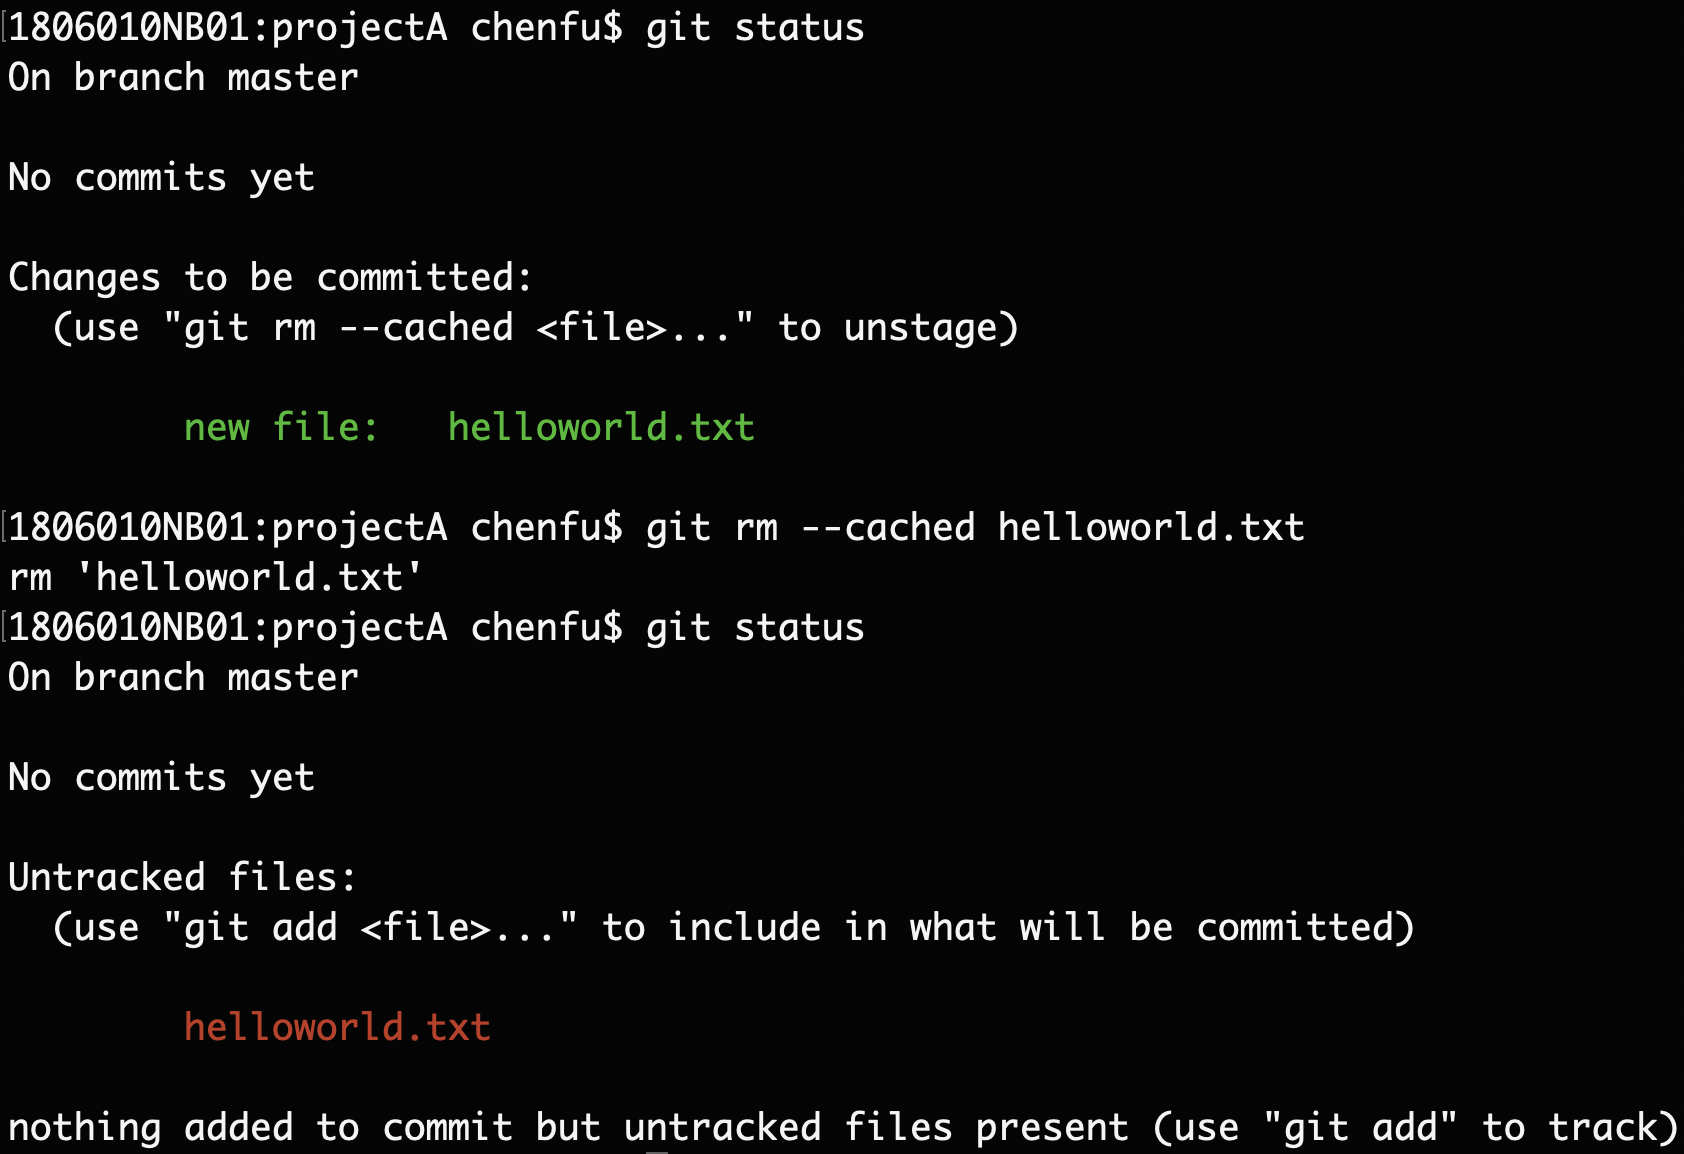 1806010NB01:projectA chenfu$ git status
On branch master
No commits yet
Changes to be committed:
(use "git rm --cached <file>..." to unstage)
new file:   helloworld.txt
1806010NB01:projectA chenfu$ git rm --cached helloworld.txt
rm 'helloworld.txt'
1806010NB01:projectA chenfu$ git status
On branch master
No commits yet
Untracked files:
(use "git add <file>..." to include in what will be committed)
helloworld.txt
nothing added to commit but untracked files present (use "git add" to track)